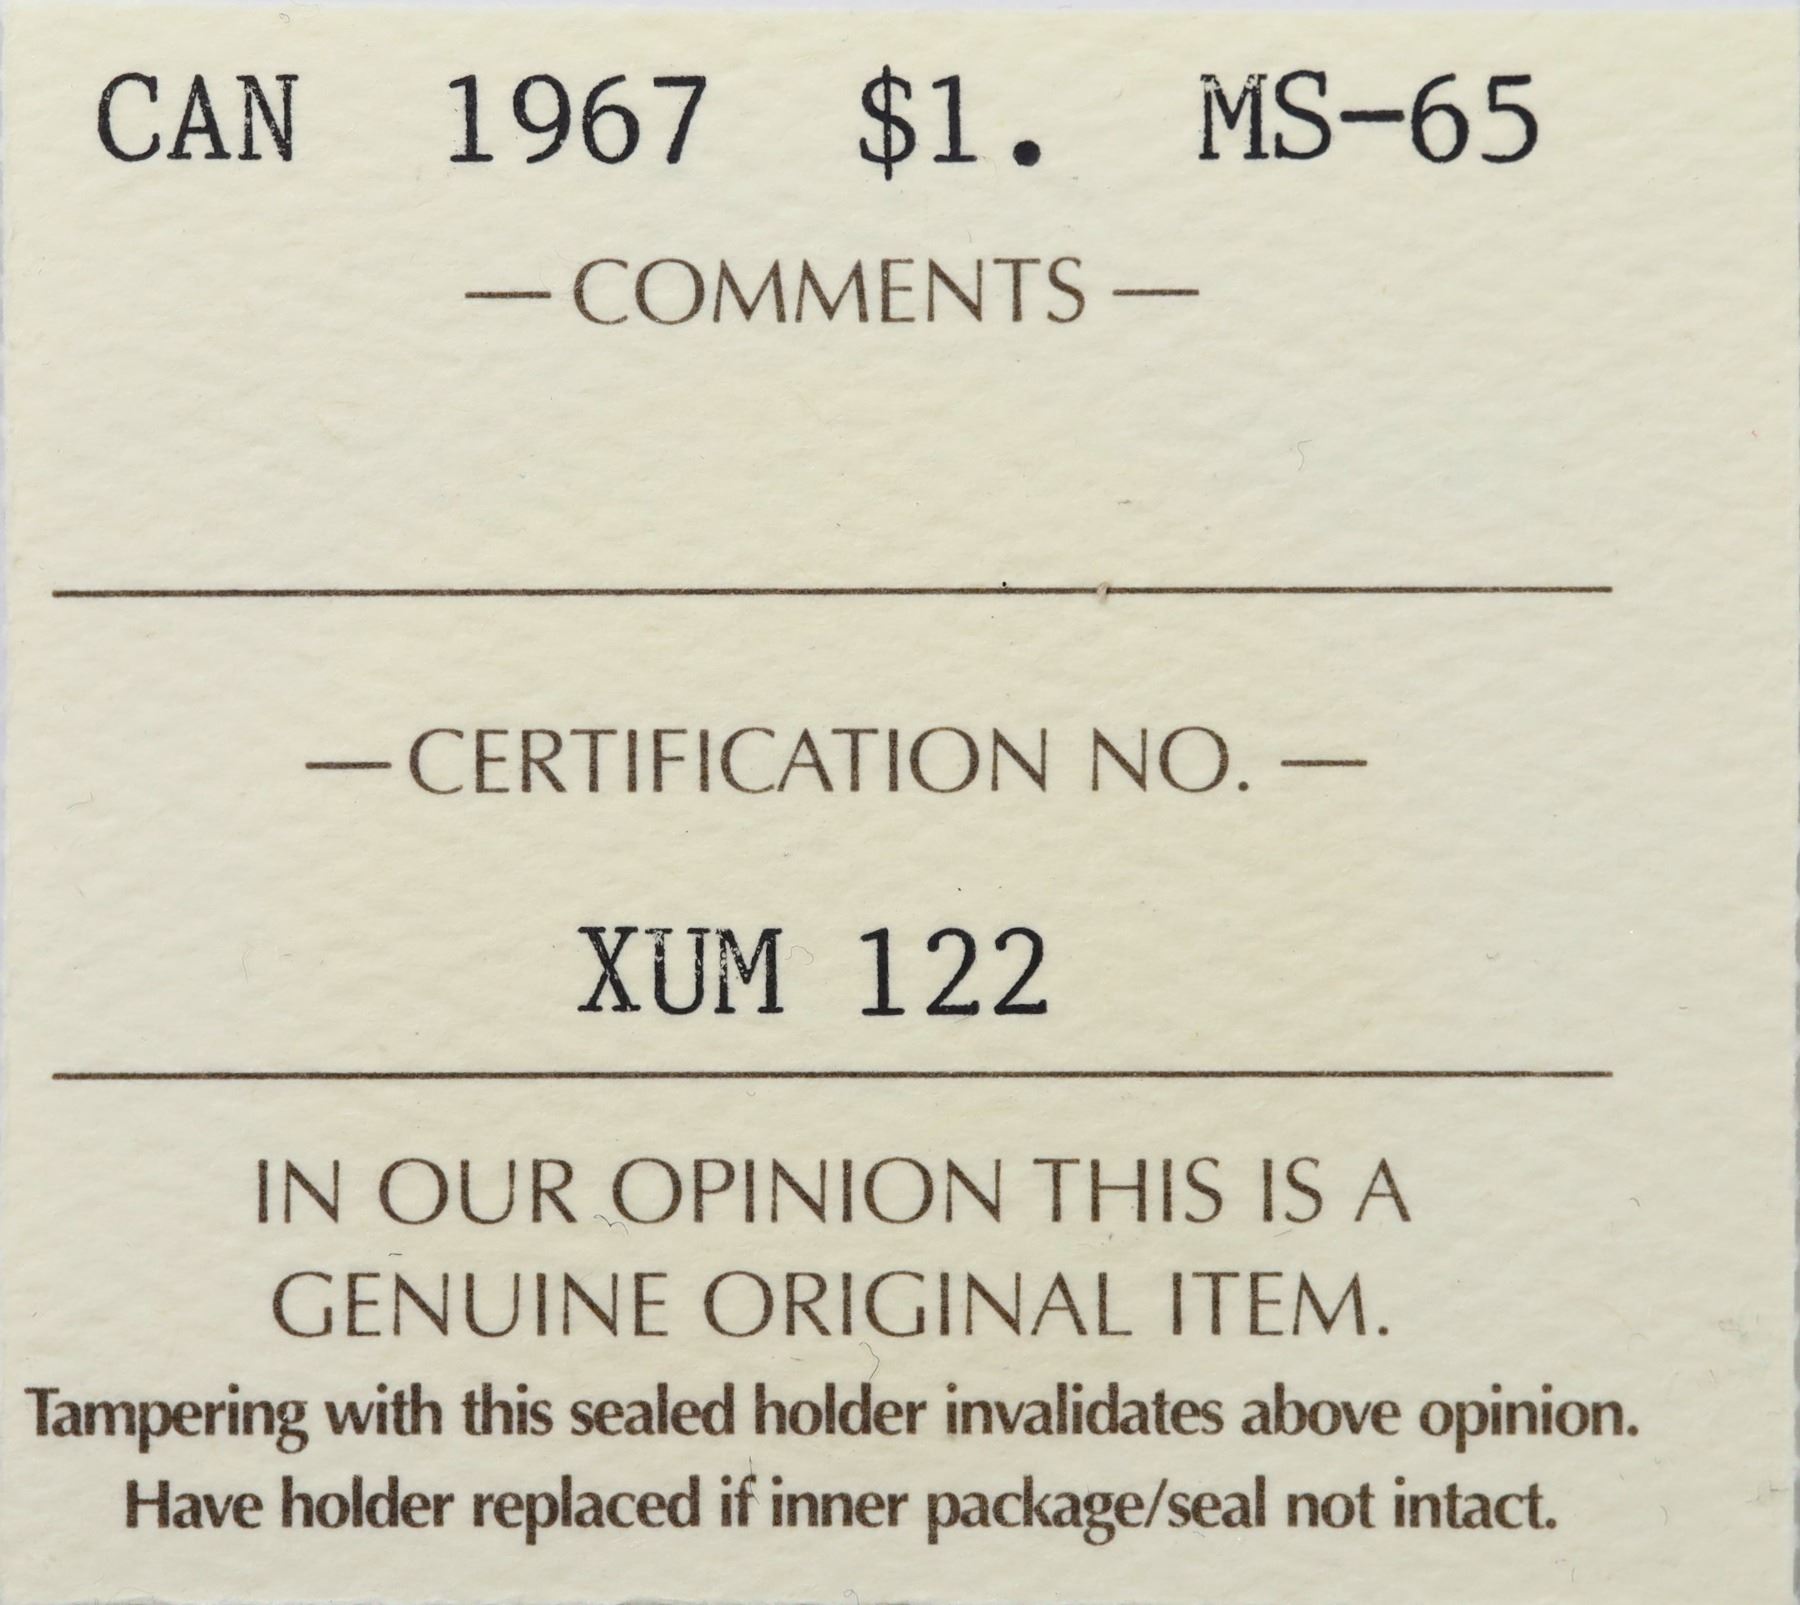 CAN 1967 $1. MS-65
— COMMENTS —
— CERTIFICATION NO. —
XUM 122
IN OUR OPINION THIS IS A
GENUINE ORIGINAL ITEM.
Tampering with this sealed holder invalidates above opinion.
Have holder replaced if inner package/seal not intact.